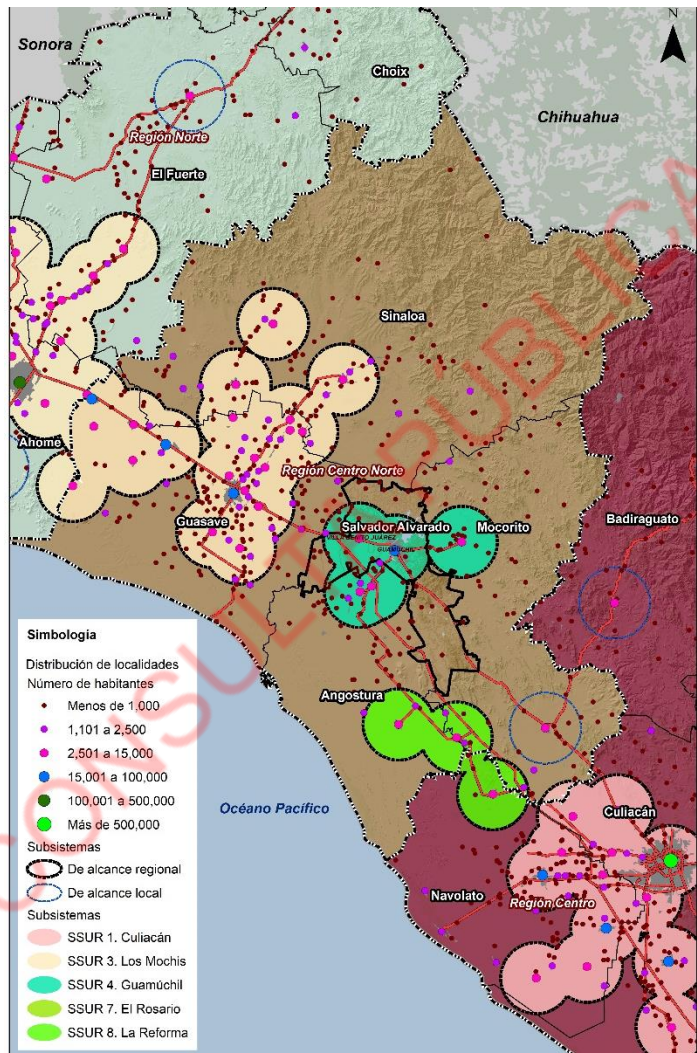 Sonora
N
Choix
Chihuahua
Región Norte
El Fuerte
Sinaloa
Ahome
Región Centro Norte
Guasave
Salvador Alvarado
Mocorito
VILLA BENITO JUÁREZ
GUAMÚCHIL
Badiraguato
Angostura
Océano Pacífico
Culiacán
Navolato
Región Centro
CONSULTA PÚBLICA
Simbología
Distribución de localidades
Número de habitantes
Menos de 1,000
1,101 a 2,500
2,501 a 15,000
15,001 a 100,000
100,001 a 500,000
Más de 500,000
Subsistemas
De alcance regional
De alcance local
Subsistemas
SSUR 1. Culiacán
SSUR 3. Los Mochis
SSUR 4. Guamúchil
SSUR 7. El Rosario
SSUR 8. La Reforma